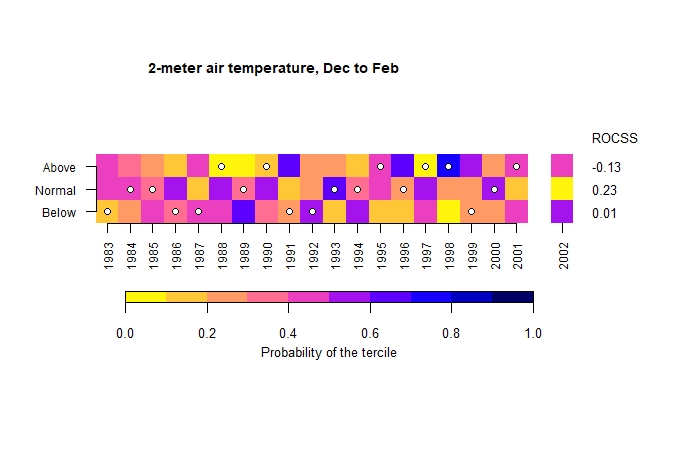 2-meter air temperature, Dec to Feb
ROCSS
Above -0.13
Normal 0.23
Below 0.01
1983 1984 1985 1986 1987 1988 1989 1990 1991 1992 1993 1994 1995 1996 1997 1998 1999 2000 2001 2002
0.0 0.2 0.4 0.6 0.8 1.0
Probability of the tercile